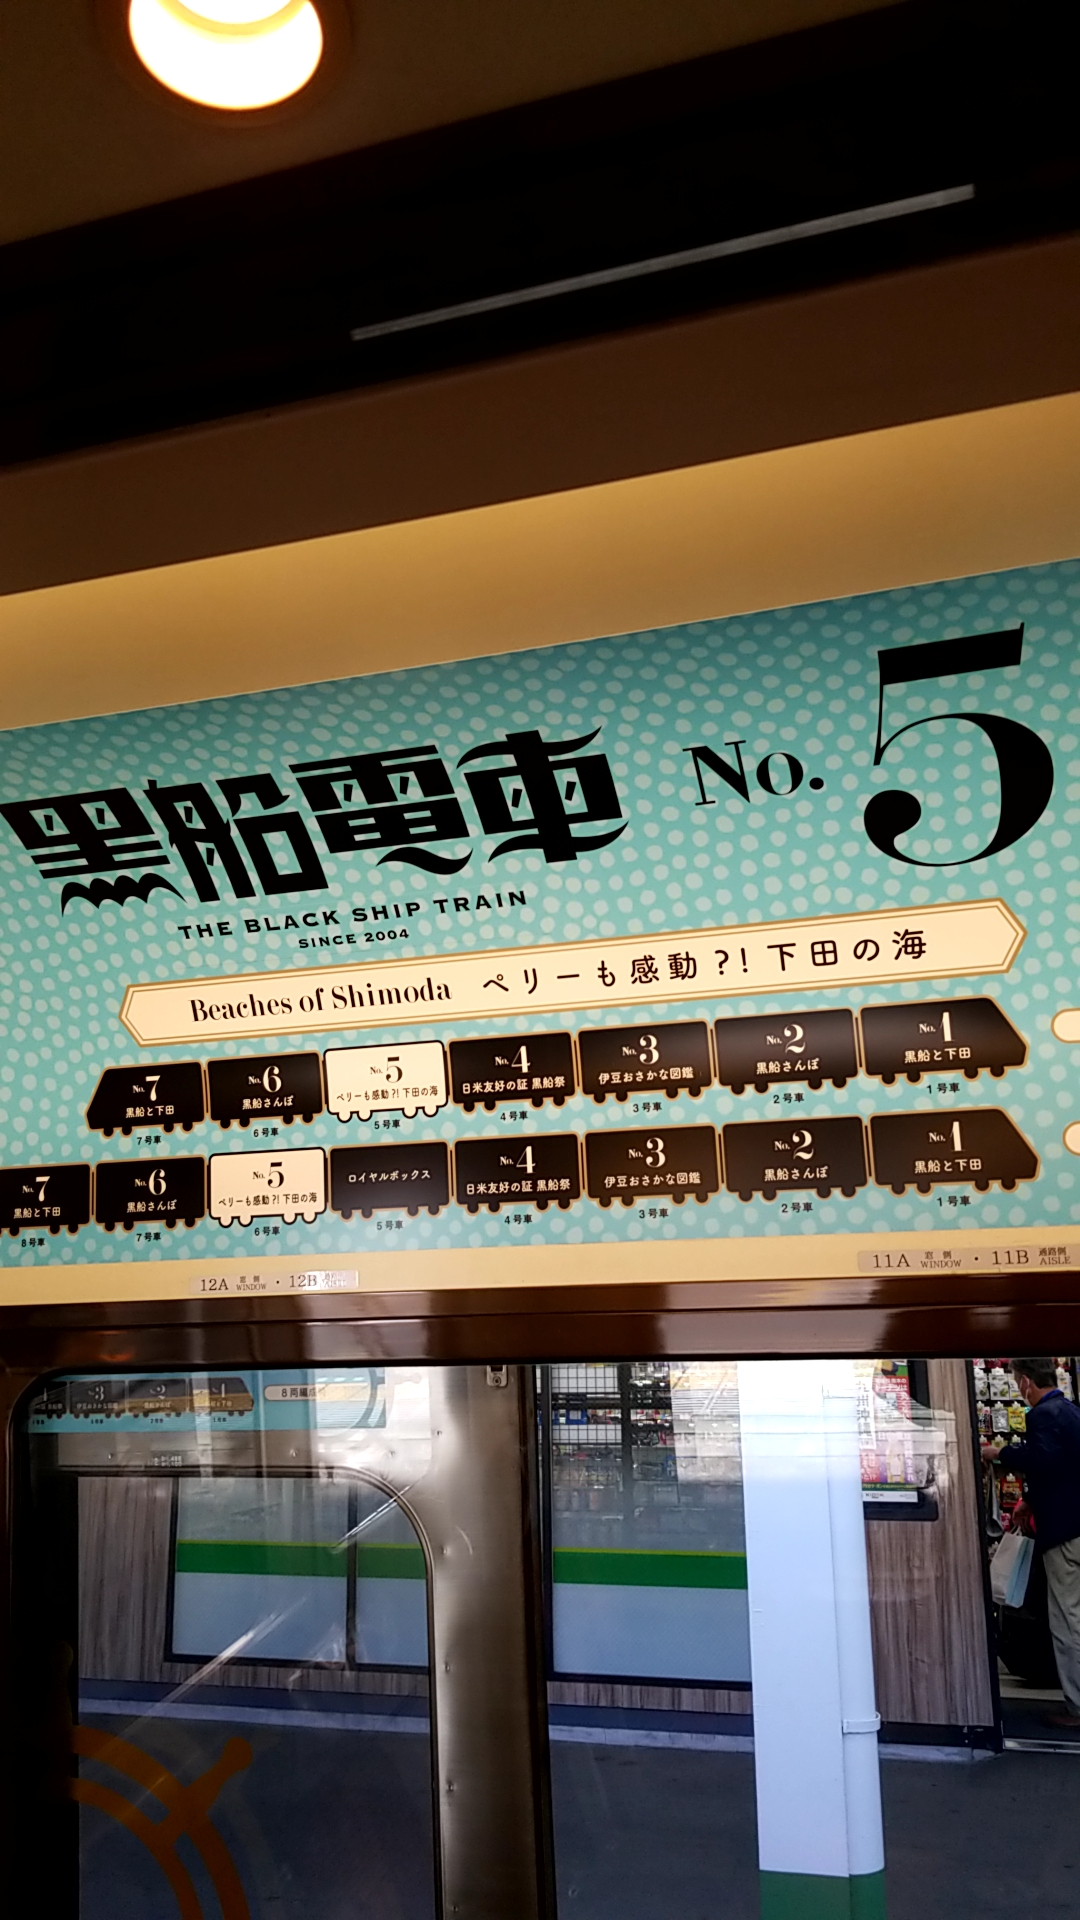 黒船電車 No. 5
THE BLACK SHIP TRAIN
SINCE 2004
Beaches of Shimoda ペリーも感動?!下田の海
No.7 No.6 No.5 No.4 No.3 No.2 No.1
黒船と下田 黒船さんぽ ペリーも感動?!下田の海 日米友好の証 黒船祭 伊豆おさかな図鑑 黒船さんぽ 黒船と下田
7号車 6号車 5号車 4号車 3号車 2号車 1号車
No.7 No.6 No.5 ロイヤルボックス No.4 No.3 No.2 No.1
黒船と下田 黒船さんぽ ペリーも感動?!下田の海 日米友好の証 黒船祭 伊豆おさかな図鑑 黒船さんぽ 黒船と下田
8号車 7号車 6号車 5号車 4号車 3号車 2号車 1号車
12A 窓側 WINDOW ・ 12B
11A 窓側 WINDOW ・ 11B 通路側 AISLE
8両編成